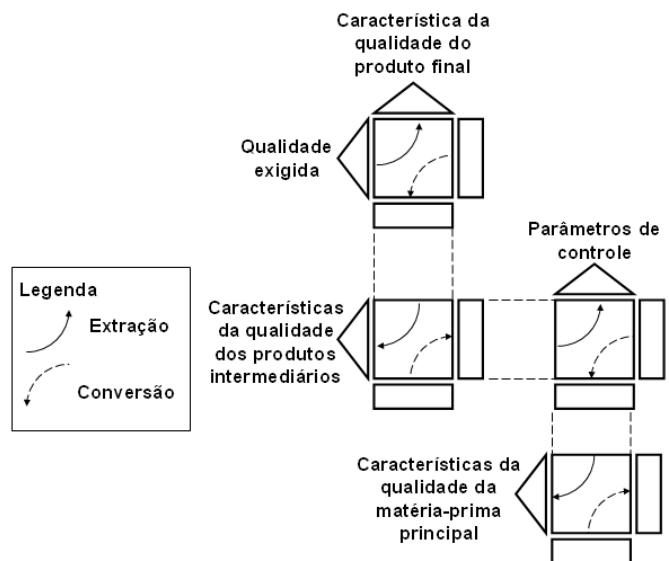 Característica da
qualidade do
produto final
Qualidade
exigida
Parâmetros de
controle
Legenda
Extração
Conversão
Características
da qualidade
dos produtos
intermediários
Características da
qualidade da
matéria-prima
principal